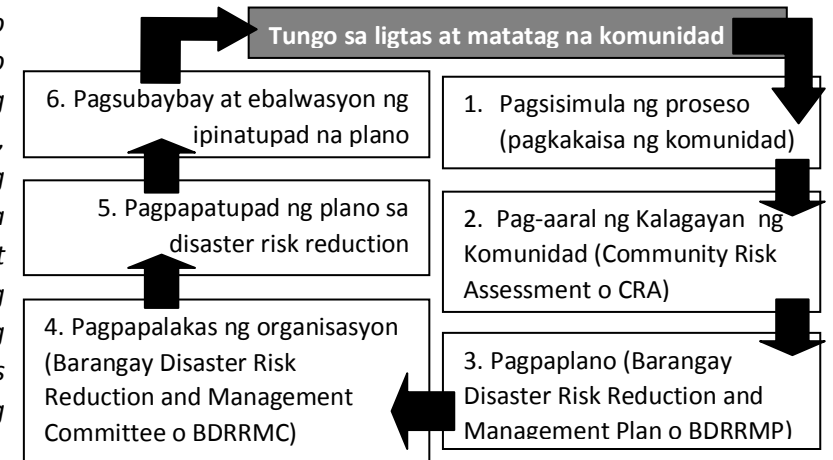 Tungo sa ligtas at matatag na komunidad
1. Pagsisimula ng proseso
(pagkakaisa ng komunidad)
2. Pag-aaral ng Kalagayan ng
Komunidad (Community Risk
Assessment o CRA)
3. Pagpaplano (Barangay
Disaster Risk Reduction and
Management Plan o BDRRMP)
4. Pagpapalakas ng organisasyon
(Barangay Disaster Risk
Reduction and Management
Committee o BDRRMC)
5. Pagpapatupad ng plano sa
disaster risk reduction
6. Pagsubaybay at ebalwasyon ng
ipinatupad na plano